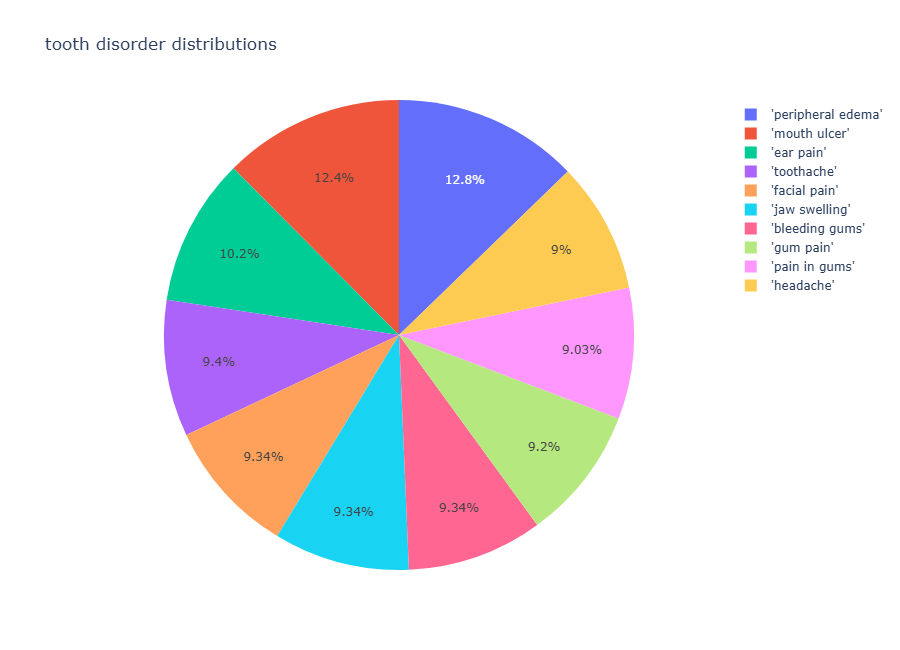 tooth disorder distributions
'peripheral edema'
'mouth ulcer'
'ear pain'
'toothache'
'facial pain'
'jaw swelling'
'bleeding gums'
'gum pain'
'pain in gums'
'headache'
12.4%
12.8%
10.2%
9%
9.4%
9.03%
9.34%
9.2%
9.34%
9.34%